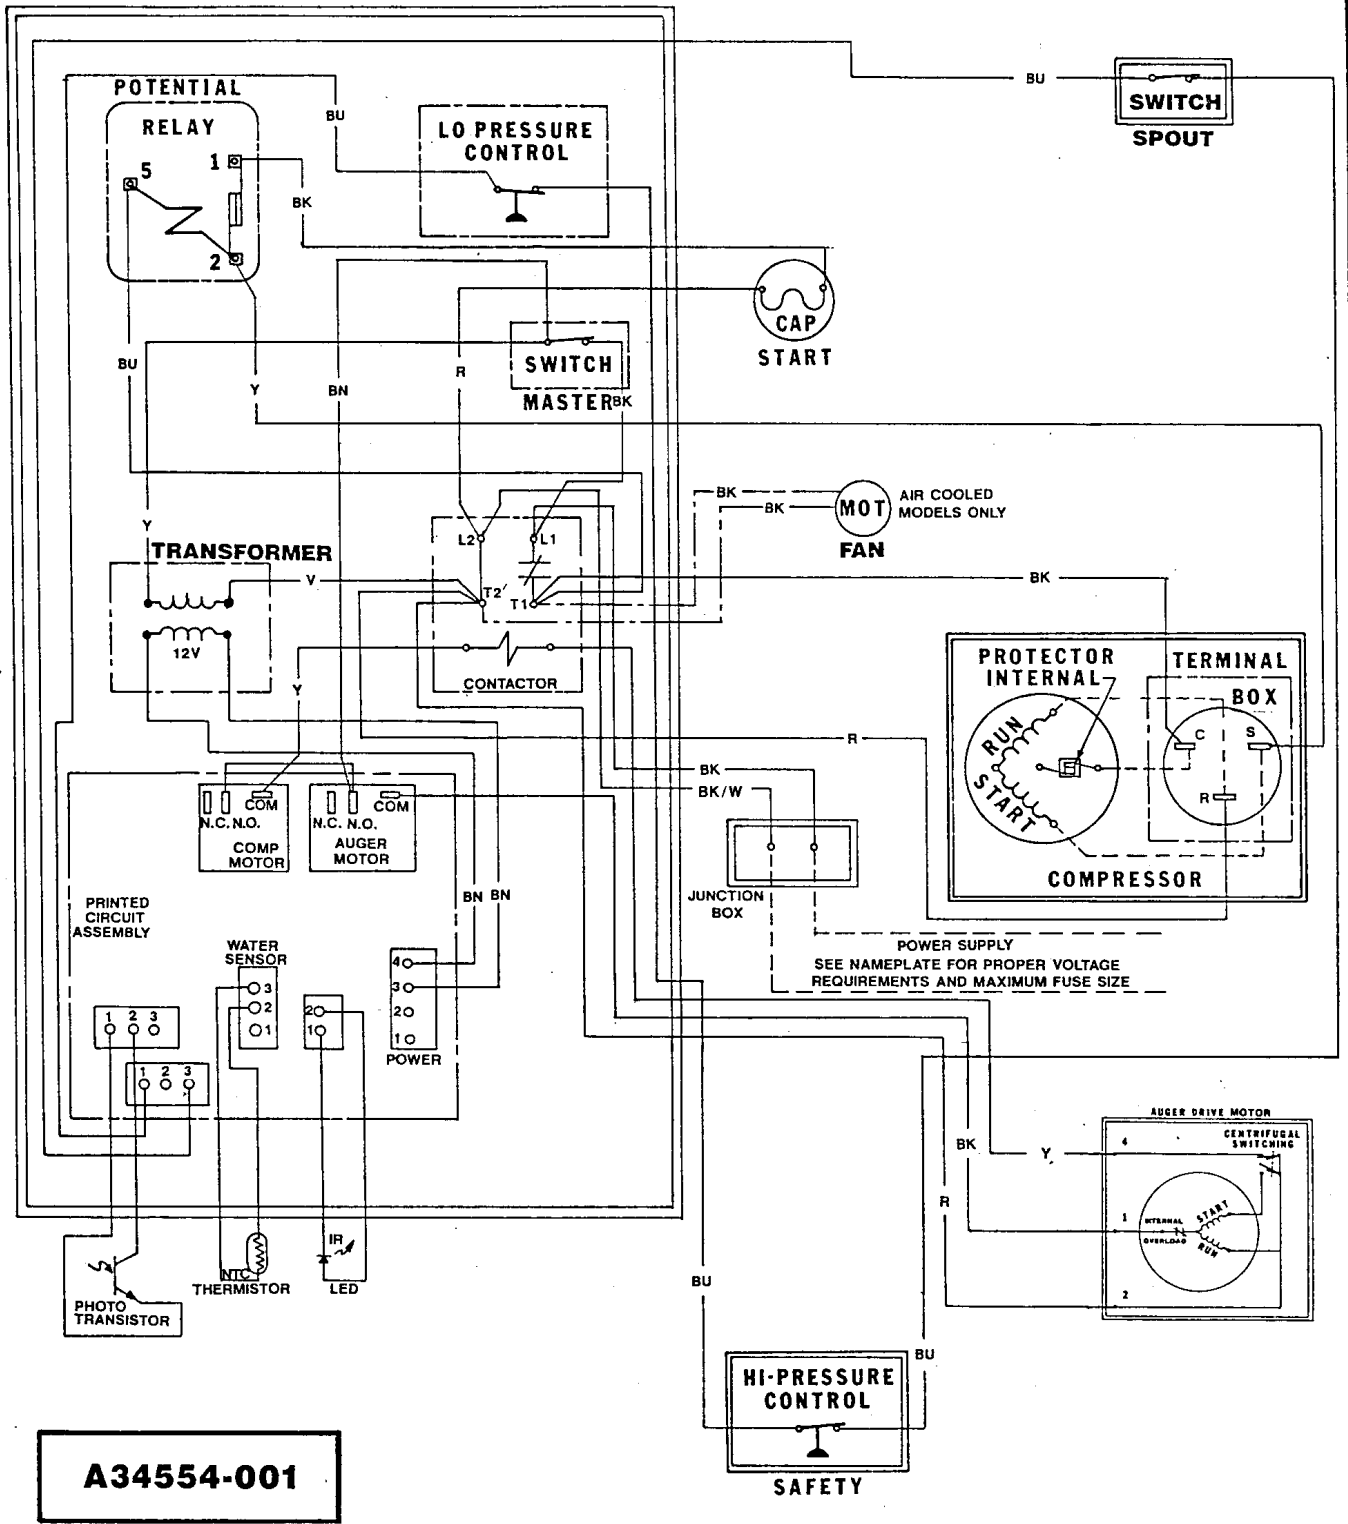 POTENTIAL
RELAY
1
5
2
BU
LO PRESSURE
CONTROL
BK
BU
SWITCH
SPOUT
CAP
START
BU
Y
BN
R
SWITCH
MASTER
BK
Y
TRANSFORMER
V
12V
L2
L1
T2
T1
CONTACTOR
Y
BK
BK
MOT
FAN
AIR COOLED
MODELS ONLY
BK
PROTECTOR
INTERNAL
TERMINAL
BOX
RUN
START
C
S
R
COMPRESSOR
R
BK
BK/W
JUNCTION
BOX
COM
N.C. N.O.
COMP
MOTOR
COM
N.C. N.O.
AUGER
MOTOR
BN
BN
PRINTED
CIRCUIT
ASSEMBLY
WATER
SENSOR
3
2
1
2
1
4
3
2
1
POWER
1 2 3
1 2 3
POWER SUPPLY
SEE NAMEPLATE FOR PROPER VOLTAGE
REQUIREMENTS AND MAXIMUM FUSE SIZE
AUGER DRIVE MOTOR
CENTRIFUGAL
SWITCHING
4
BK
Y
R
1
INTERNAL
OVERLOAD
START
RUN
2
PHOTO
TRANSISTOR
NTC
THERMISTOR
IR
LED
BU
BU
HI-PRESSURE
CONTROL
SAFETY
A34554-001